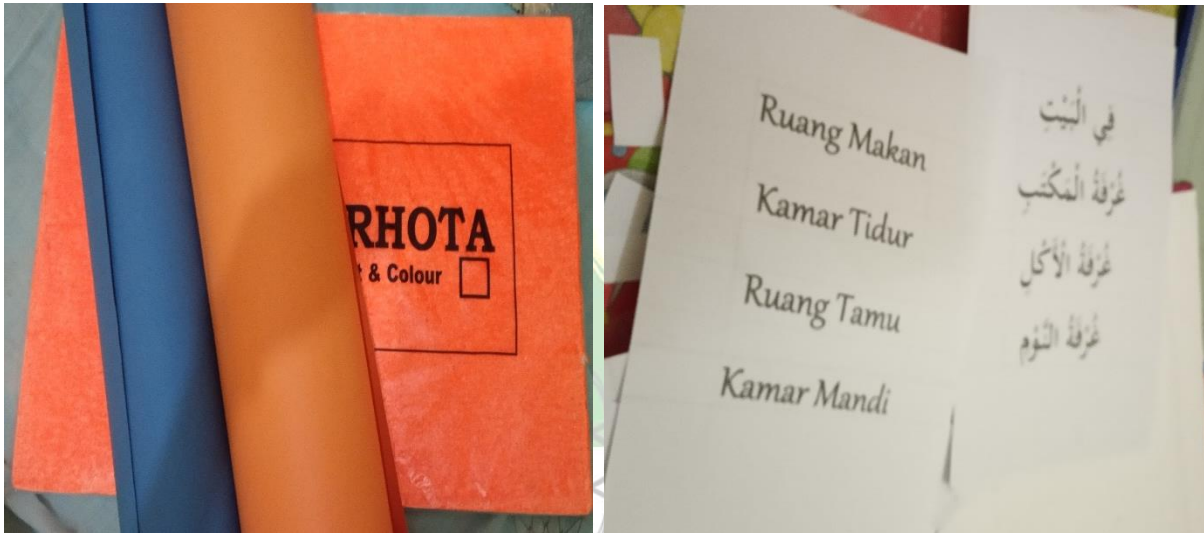 RHOTA
& Colour
Ruang Makan
Kamar Tidur
Ruang Tamu
Kamar Mandi
فِي الْبَيْتِ
غُرْفَةُ الْمَكْتَبِ
غُرْفَةُ الْأَكْلِ
غُرْفَةُ النَّوْمِ